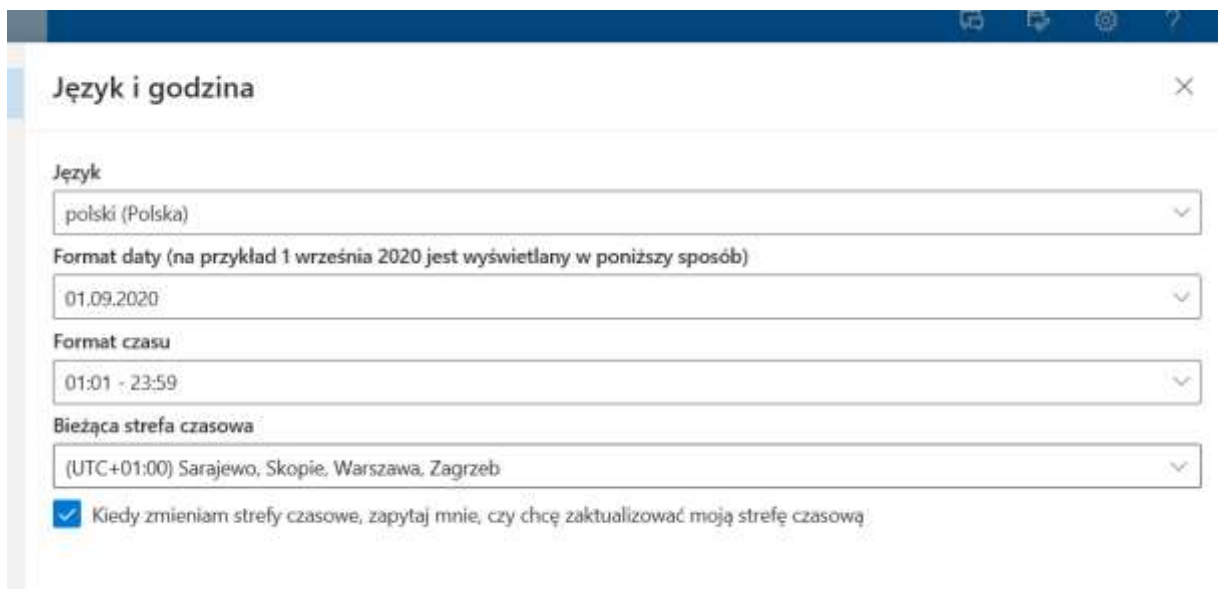 Język i godzina
Język
polski (Polska)
Format daty (na przykład 1 września 2020 jest wyświetlany w poniższy sposób)
01.09.2020
Format czasu
01:01 - 23:59
Bieżąca strefa czasowa
(UTC+01:00) Sarajewo, Skopie, Warszawa, Zagrzeb
Kiedy zmieniam strefy czasowe, zapytaj mnie, czy chcę zaktualizować moją strefę czasową